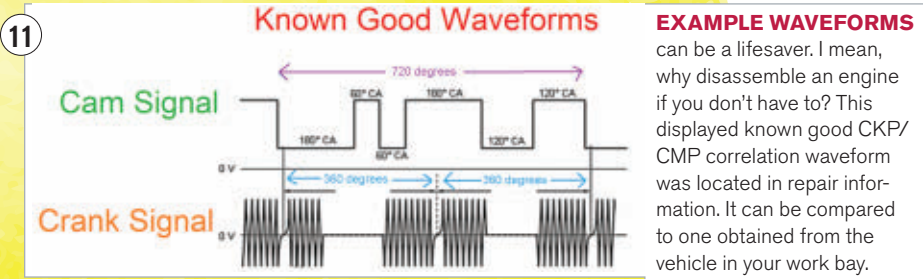 11
Known Good Waveforms
720 degrees
Cam Signal
60° CA
180° CA
120° CA
180° CA
60° CA
120° CA
0 V
360 degrees
360 degrees
Crank Signal
0 V
EXAMPLE WAVEFORMS
can be a lifesaver. I mean,
why disassemble an engine
if you don't have to? This
displayed known good CKP/
CMP correlation waveform
was located in repair infor-
mation. It can be compared
to one obtained from the
vehicle in your work bay.